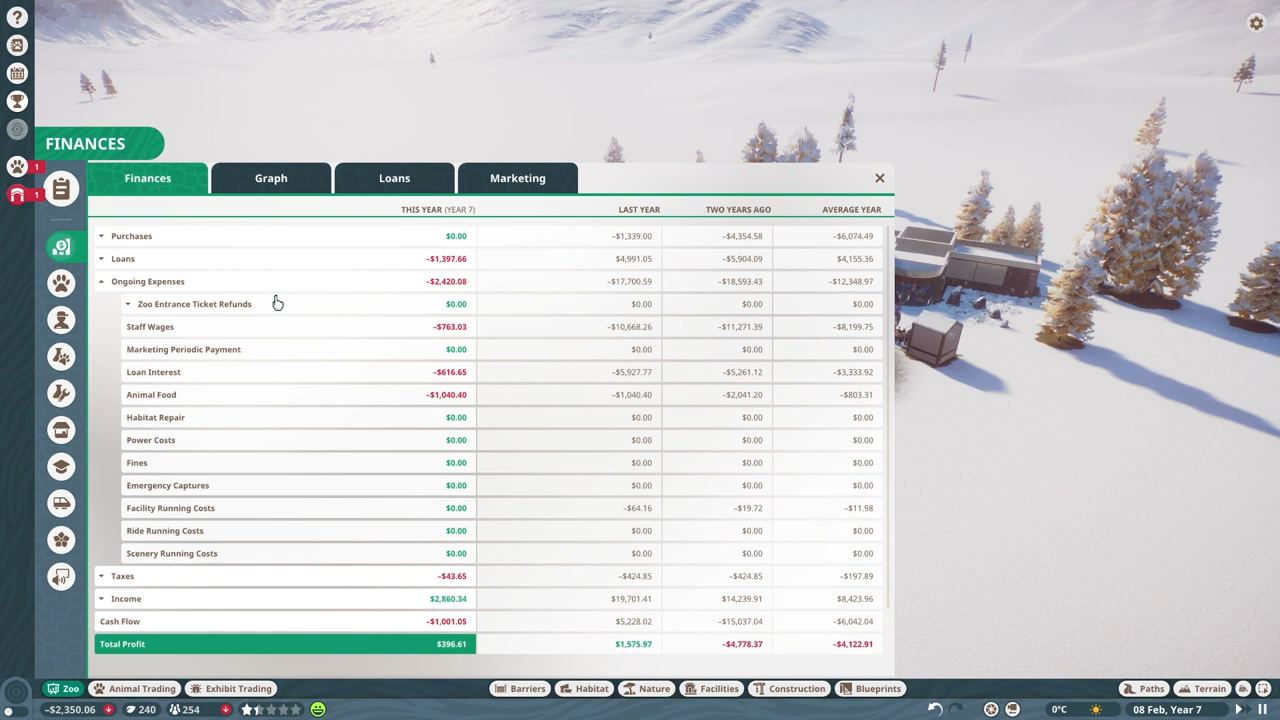 ?
1
1
FINANCES
Finances Graph Loans Marketing
THIS YEAR (YEAR 7) LAST YEAR TWO YEARS AGO AVERAGE YEAR
Purchases $0.00 –$1,339.00 –$4,354.58 –$6,074.49
Loans –$1,397.66 $4,991.05 –$5,904.09 $4,155.36
Ongoing Expenses –$2,420.08 –$17,700.59 –$18,593.43 –$12,348.97
Zoo Entrance Ticket Refunds $0.00 $0.00 $0.00 $0.00
Staff Wages –$763.03 –$10,668.26 –$11,271.39 –$8,199.75
Marketing Periodic Payment $0.00 $0.00 $0.00 $0.00
Loan Interest –$616.65 –$5,927.77 –$5,261.12 –$3,333.92
Animal Food –$1,040.40 –$1,040.40 –$2,041.20 –$803.31
Habitat Repair $0.00 $0.00 $0.00 $0.00
Power Costs $0.00 $0.00 $0.00 $0.00
Fines $0.00 $0.00 $0.00 $0.00
Emergency Captures $0.00 $0.00 $0.00 $0.00
Facility Running Costs $0.00 –$64.16 –$19.72 –$11.98
Ride Running Costs $0.00 $0.00 $0.00 $0.00
Scenery Running Costs $0.00 $0.00 $0.00 $0.00
Taxes –$43.65 –$424.85 –$424.85 –$197.89
Income $2,860.34 $19,701.41 $14,239.91 $8,423.96
Cash Flow –$1,001.05 $5,228.02 –$15,037.04 –$6,042.04
Total Profit $396.61 $1,575.97 –$4,778.37 –$4,122.91
Zoo Animal Trading Exhibit Trading Barriers Habitat Nature Facilities Construction Blueprints Paths Terrain
–$2,350.06 240 254 0°C 08 Feb, Year 7